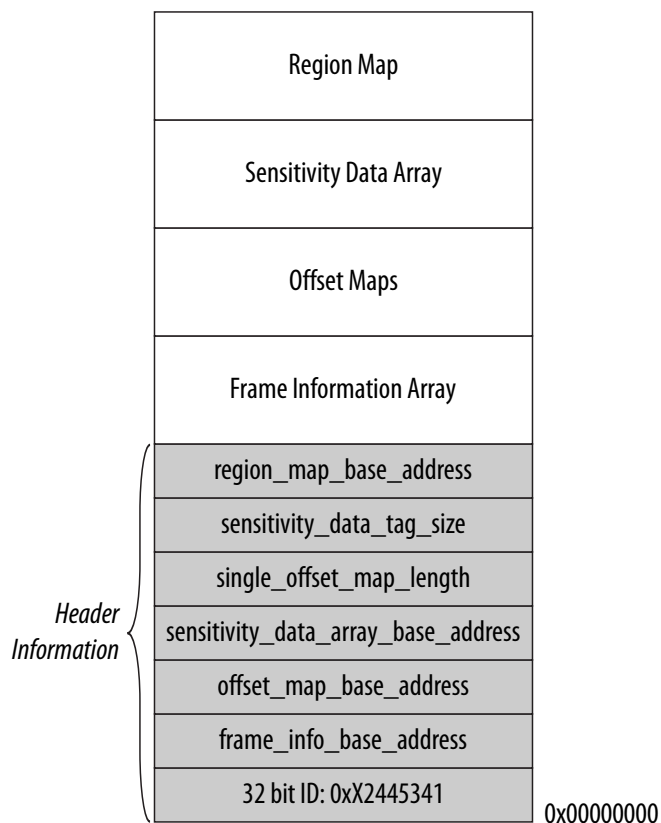 Region Map
Sensitivity Data Array
Offset Maps
Frame Information Array
region_map_base_address
sensitivity_data_tag_size
single_offset_map_length
Header
Information
sensitivity_data_array_base_address
offset_map_base_address
frame_info_base_address
32 bit ID: 0xX2445341
0x00000000